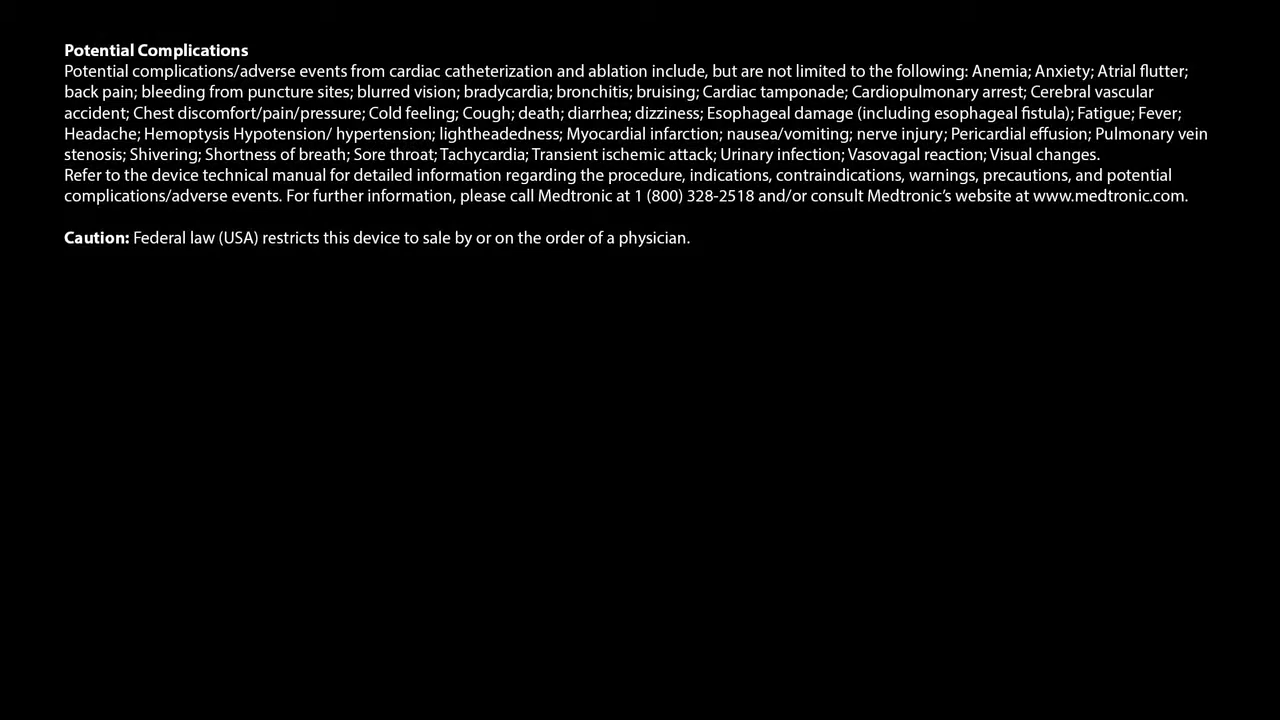 Potential Complications
Potential complications/adverse events from cardiac catheterization and ablation include, but are not limited to the following: Anemia; Anxiety; Atrial flutter;
back pain; bleeding from puncture sites; blurred vision; bradycardia; bronchitis; bruising; Cardiac tamponade; Cardiopulmonary arrest; Cerebral vascular
accident; Chest discomfort/pain/pressure; Cold feeling; Cough; death; diarrhea; dizziness; Esophageal damage (including esophageal fistula); Fatigue; Fever;
Headache; Hemoptysis Hypotension/ hypertension; lightheadedness; Myocardial infarction; nausea/vomiting; nerve injury; Pericardial effusion; Pulmonary vein
stenosis; Shivering; Shortness of breath; Sore throat; Tachycardia; Transient ischemic attack; Urinary infection; Vasovagal reaction; Visual changes.
Refer to the device technical manual for detailed information regarding the procedure, indications, contraindications, warnings, precautions, and potential
complications/adverse events. For further information, please call Medtronic at 1 (800) 328-2518 and/or consult Medtronic’s website at www.medtronic.com.
Caution: Federal law (USA) restricts this device to sale by or on the order of a physician.